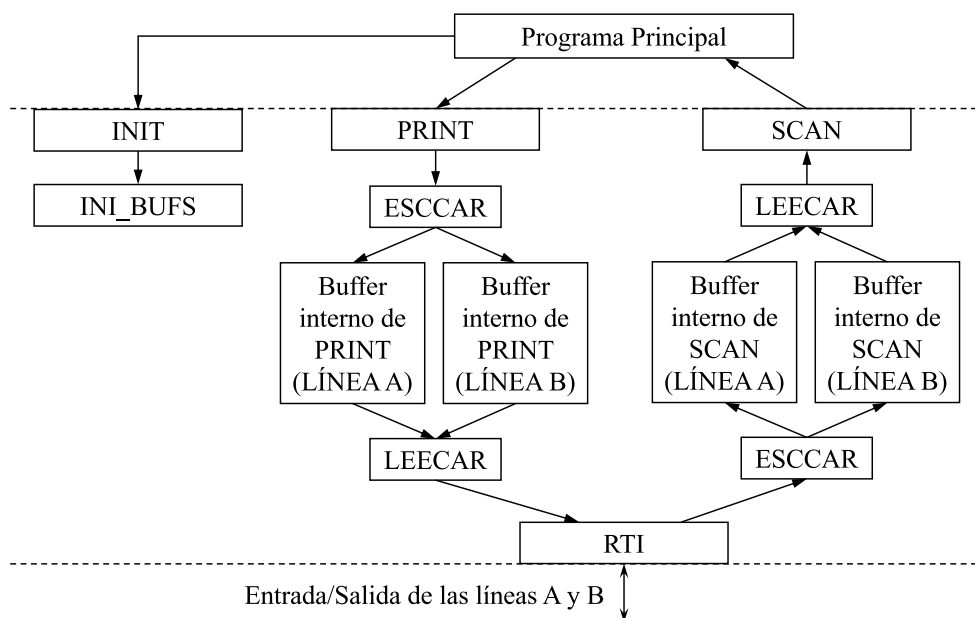 Programa Principal
INIT
PRINT
SCAN
INI_BUFS
ESCCAR
LEECAR
Buffer
interno de
PRINT
(LÍNEA A)
Buffer
interno de
PRINT
(LÍNEA B)
Buffer
interno de
SCAN
(LÍNEA A)
Buffer
interno de
SCAN
(LÍNEA B)
LEECAR
ESCCAR
RTI
Entrada/Salida de las líneas A y B